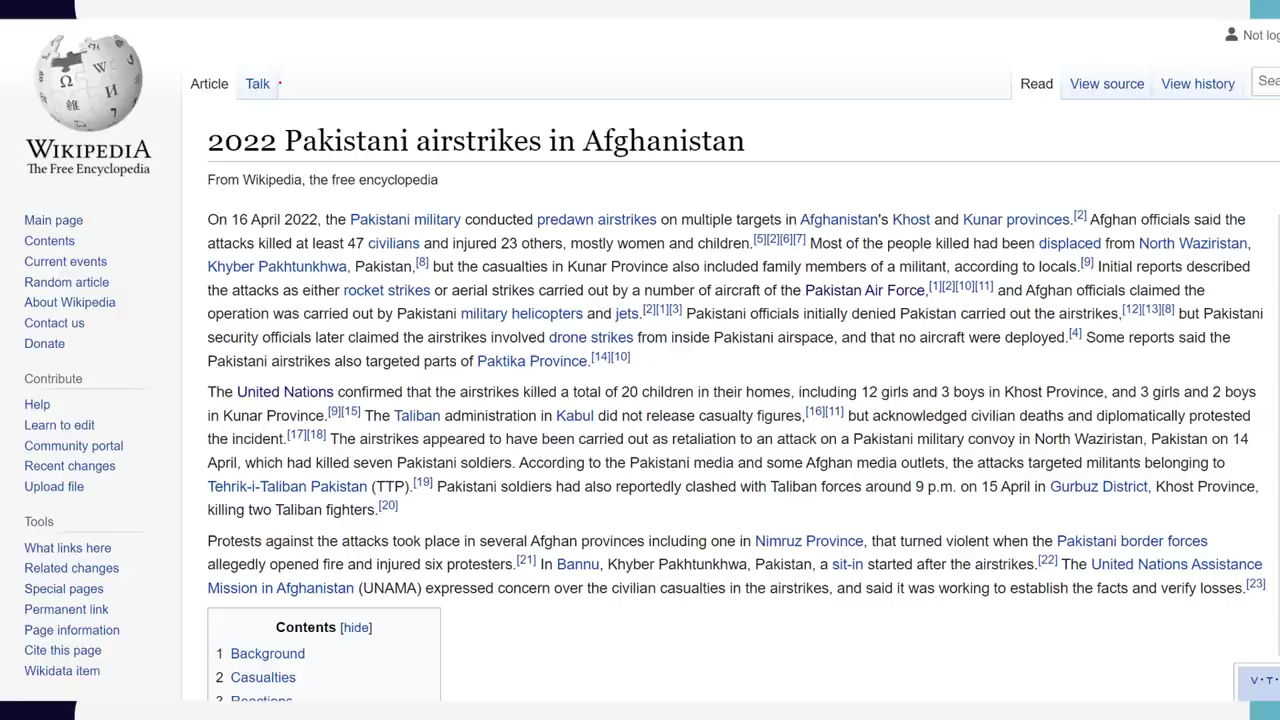 Not log
Article
Talk
Read
View source
View history
Sea
WIKIPEDIA
The Free Encyclopedia
2022 Pakistani airstrikes in Afghanistan
From Wikipedia, the free encyclopedia
Main page
Contents
Current events
Random article
About Wikipedia
Contact us
Donate
Contribute
Help
Learn to edit
Community portal
Recent changes
Upload file
Tools
What links here
Related changes
Special pages
Permanent link
Page information
Cite this page
Wikidata item
On 16 April 2022, the Pakistani military conducted predawn airstrikes on multiple targets in Afghanistan's Khost and Kunar provinces.[2] Afghan officials said the
attacks killed at least 47 civilians and injured 23 others, mostly women and children.[5][2][6][7] Most of the people killed had been displaced from North Waziristan,
Khyber Pakhtunkhwa, Pakistan,[8] but the casualties in Kunar Province also included family members of a militant, according to locals.[9] Initial reports described
the attacks as either rocket strikes or aerial strikes carried out by a number of aircraft of the Pakistan Air Force,[1][2][10][11] and Afghan officials claimed the
operation was carried out by Pakistani military helicopters and jets.[2][1][3] Pakistani officials initially denied Pakistan carried out the airstrikes,[12][13][8] but Pakistani
security officials later claimed the airstrikes involved drone strikes from inside Pakistani airspace, and that no aircraft were deployed.[4] Some reports said the
Pakistani airstrikes also targeted parts of Paktika Province.[14][10]
The United Nations confirmed that the airstrikes killed a total of 20 children in their homes, including 12 girls and 3 boys in Khost Province, and 3 girls and 2 boys
in Kunar Province.[9][15] The Taliban administration in Kabul did not release casualty figures,[16][11] but acknowledged civilian deaths and diplomatically protested
the incident.[17][18] The airstrikes appeared to have been carried out as retaliation to an attack on a Pakistani military convoy in North Waziristan, Pakistan on 14
April, which had killed seven Pakistani soldiers. According to the Pakistani media and some Afghan media outlets, the attacks targeted militants belonging to
Tehrik-i-Taliban Pakistan (TTP).[19] Pakistani soldiers had also reportedly clashed with Taliban forces around 9 p.m. on 15 April in Gurbuz District, Khost Province,
killing two Taliban fighters.[20]
Protests against the attacks took place in several Afghan provinces including one in Nimruz Province, that turned violent when the Pakistani border forces
allegedly opened fire and injured six protesters.[21] In Bannu, Khyber Pakhtunkhwa, Pakistan, a sit-in started after the airstrikes.[22] The United Nations Assistance
Mission in Afghanistan (UNAMA) expressed concern over the civilian casualties in the airstrikes, and said it was working to establish the facts and verify losses.[23]
Contents [hide]
1 Background
2 Casualties
3 Reactions
V·T·